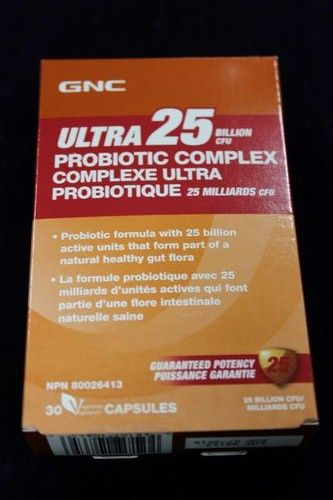 GNC
ULTRA 25 BILLION CFU
PROBIOTIC COMPLEX
COMPLEXE ULTRA
PROBIOTIQUE 25 MILLIARDS CFU
• Probiotic formula with 25 billion
active units that form part of a
natural healthy gut flora
• La formule probiotique avec 25
milliards d'unités actives qui font
partie d'une flore intestinale
naturelle saine
GUARANTEED POTENCY
PUISSANCE GARANTIE
25
NPN 80026413
30 CAPSULES
25 BILLION CFU/
MILLIARDS CFU